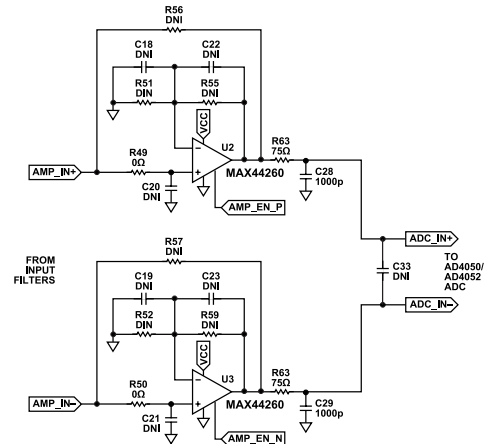 R56
DNI
C18
DNI
C22
DNI
R51
DIN
R55
DNI
VCC
U2
R49
0Ω
AMP_IN+
−
+
MAX44260
R63
75Ω
C28
1000p
C20
DNI
AMP_EN_P
R57
DNI
ADC_IN+
FROM
INPUT
FILTERS
C33
DNI
TO
AD4050/
AD4052
ADC
C19
DNI
C23
DNI
ADC_IN−
R52
DIN
R59
DNI
VCC
U3
R50
0Ω
AMP_IN−
−
+
MAX44260
R63
75Ω
C29
1000p
C21
DNI
AMP_EN_N